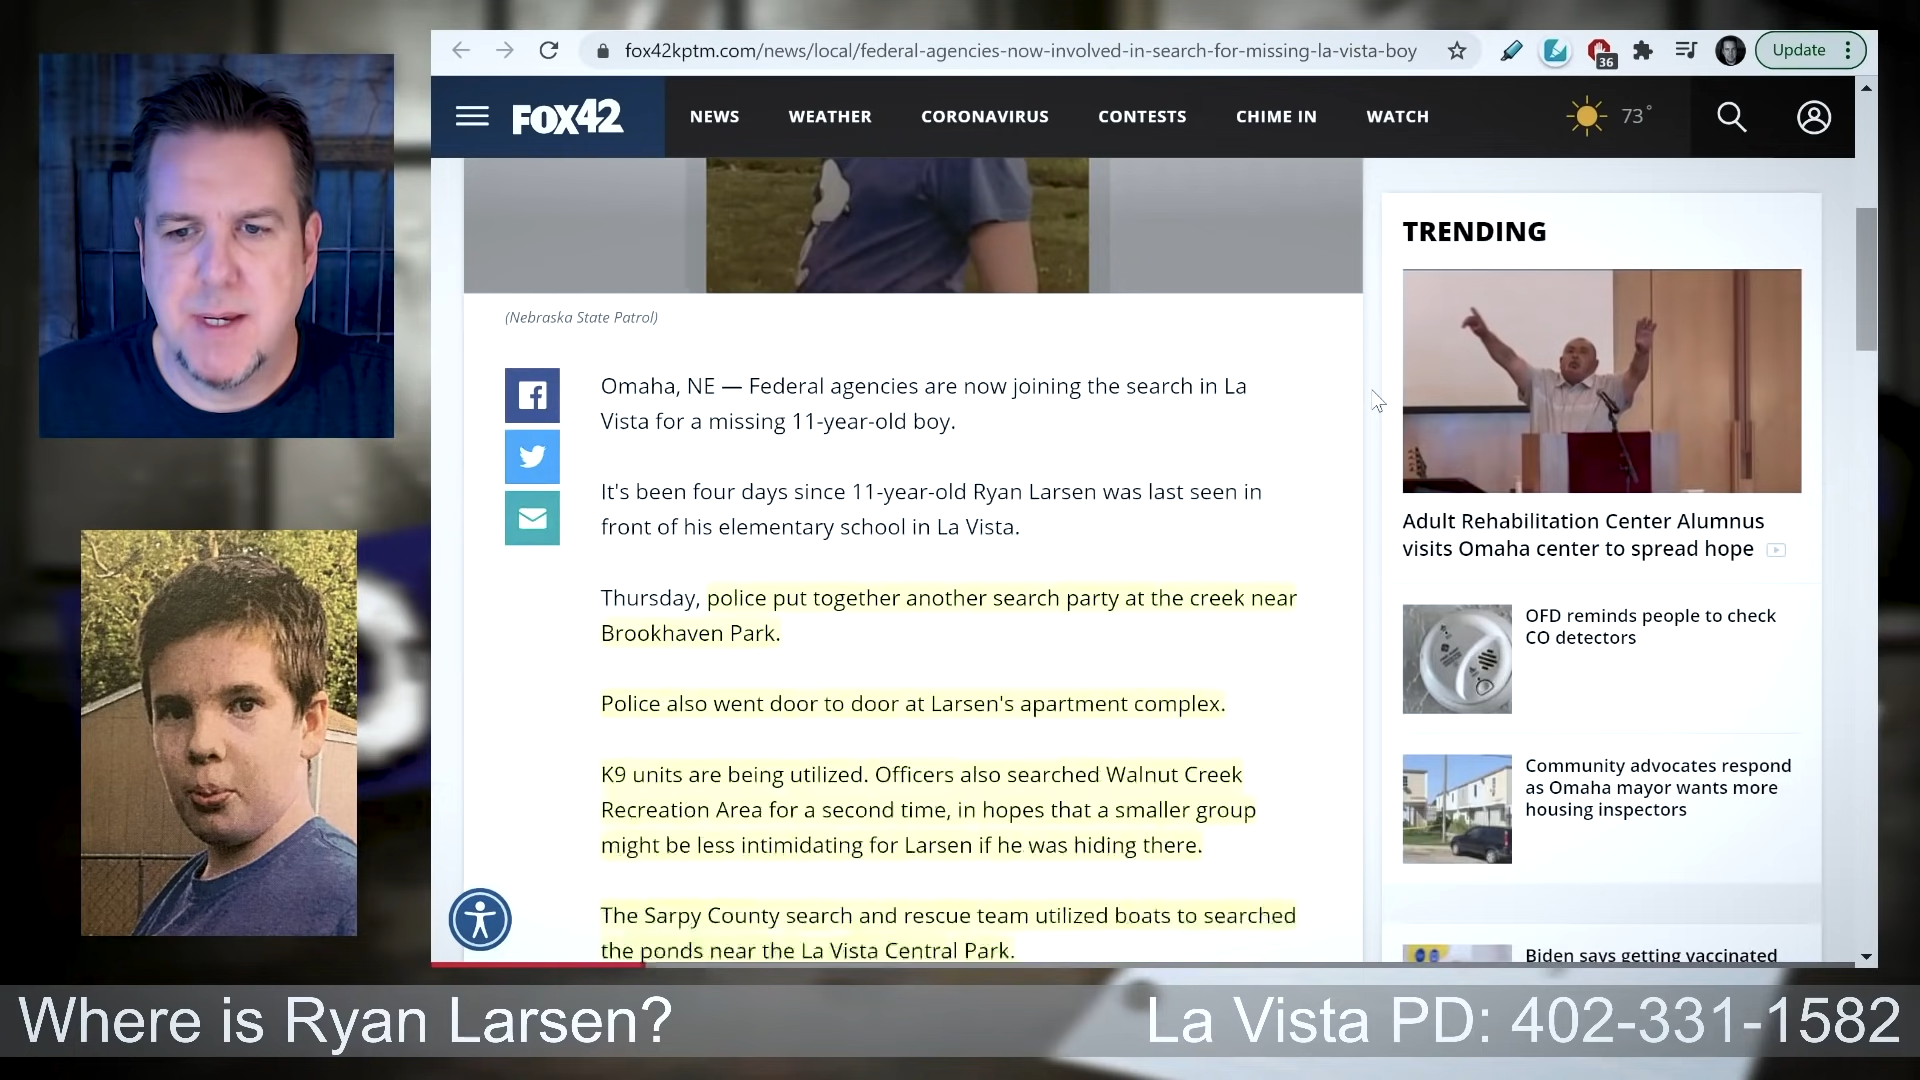 fox42kptm.com/news/local/federal-agencies-now-involved-in-search-for-missing-la-vista-boy
36
Update
FOX42
NEWS
WEATHER
CORONAVIRUS
CONTESTS
CHIME IN
WATCH
73°
(Nebraska State Patrol)
Omaha, NE — Federal agencies are now joining the search in La
Vista for a missing 11-year-old boy.
It's been four days since 11-year-old Ryan Larsen was last seen in
front of his elementary school in La Vista.
Thursday, police put together another search party at the creek near
Brookhaven Park.
Police also went door to door at Larsen's apartment complex.
K9 units are being utilized. Officers also searched Walnut Creek
Recreation Area for a second time, in hopes that a smaller group
might be less intimidating for Larsen if he was hiding there.
The Sarpy County search and rescue team utilized boats to searched
the ponds near the La Vista Central Park.
TRENDING
Adult Rehabilitation Center Alumnus
visits Omaha center to spread hope
OFD reminds people to check
CO detectors
Community advocates respond
as Omaha mayor wants more
housing inspectors
Biden says getting vaccinated
Where is Ryan Larsen?
La Vista PD: 402-331-1582